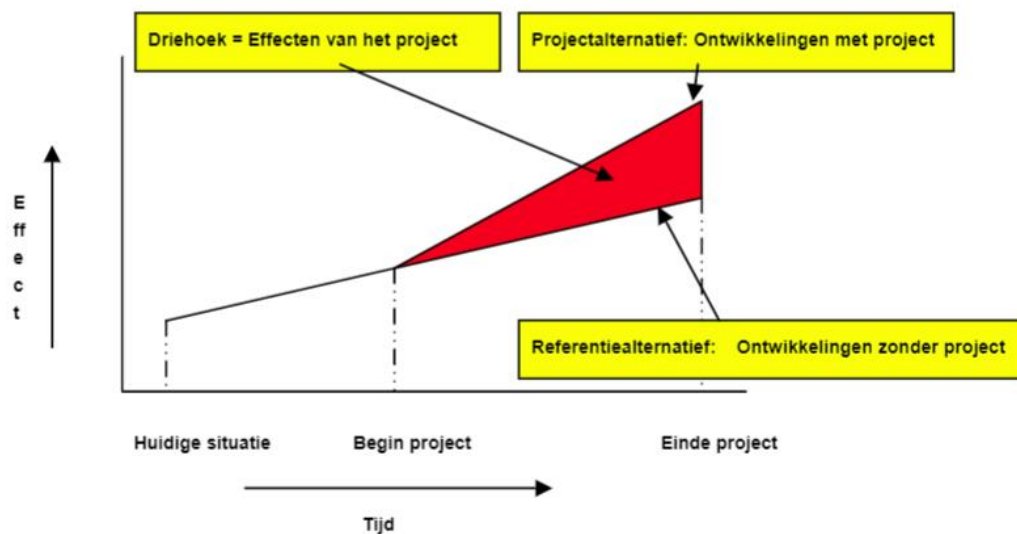 Driehoek = Effecten van het project
Projectalternatief: Ontwikkelingen met project
Effect
Referentiealternatief: Ontwikkelingen zonder project
Huidige situatie
Begin project
Einde project
Tijd